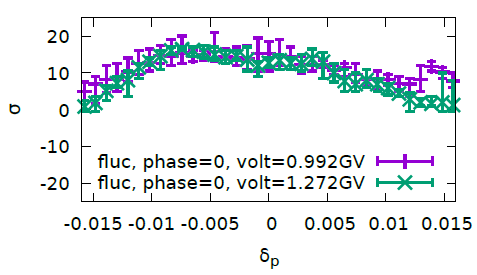 20
10
0
-10
-20
σ
fluc, phase=0, volt=0.992GV
fluc, phase=0, volt=1.272GV
-0.015 -0.01 -0.005 0 0.005 0.01 0.015
δp